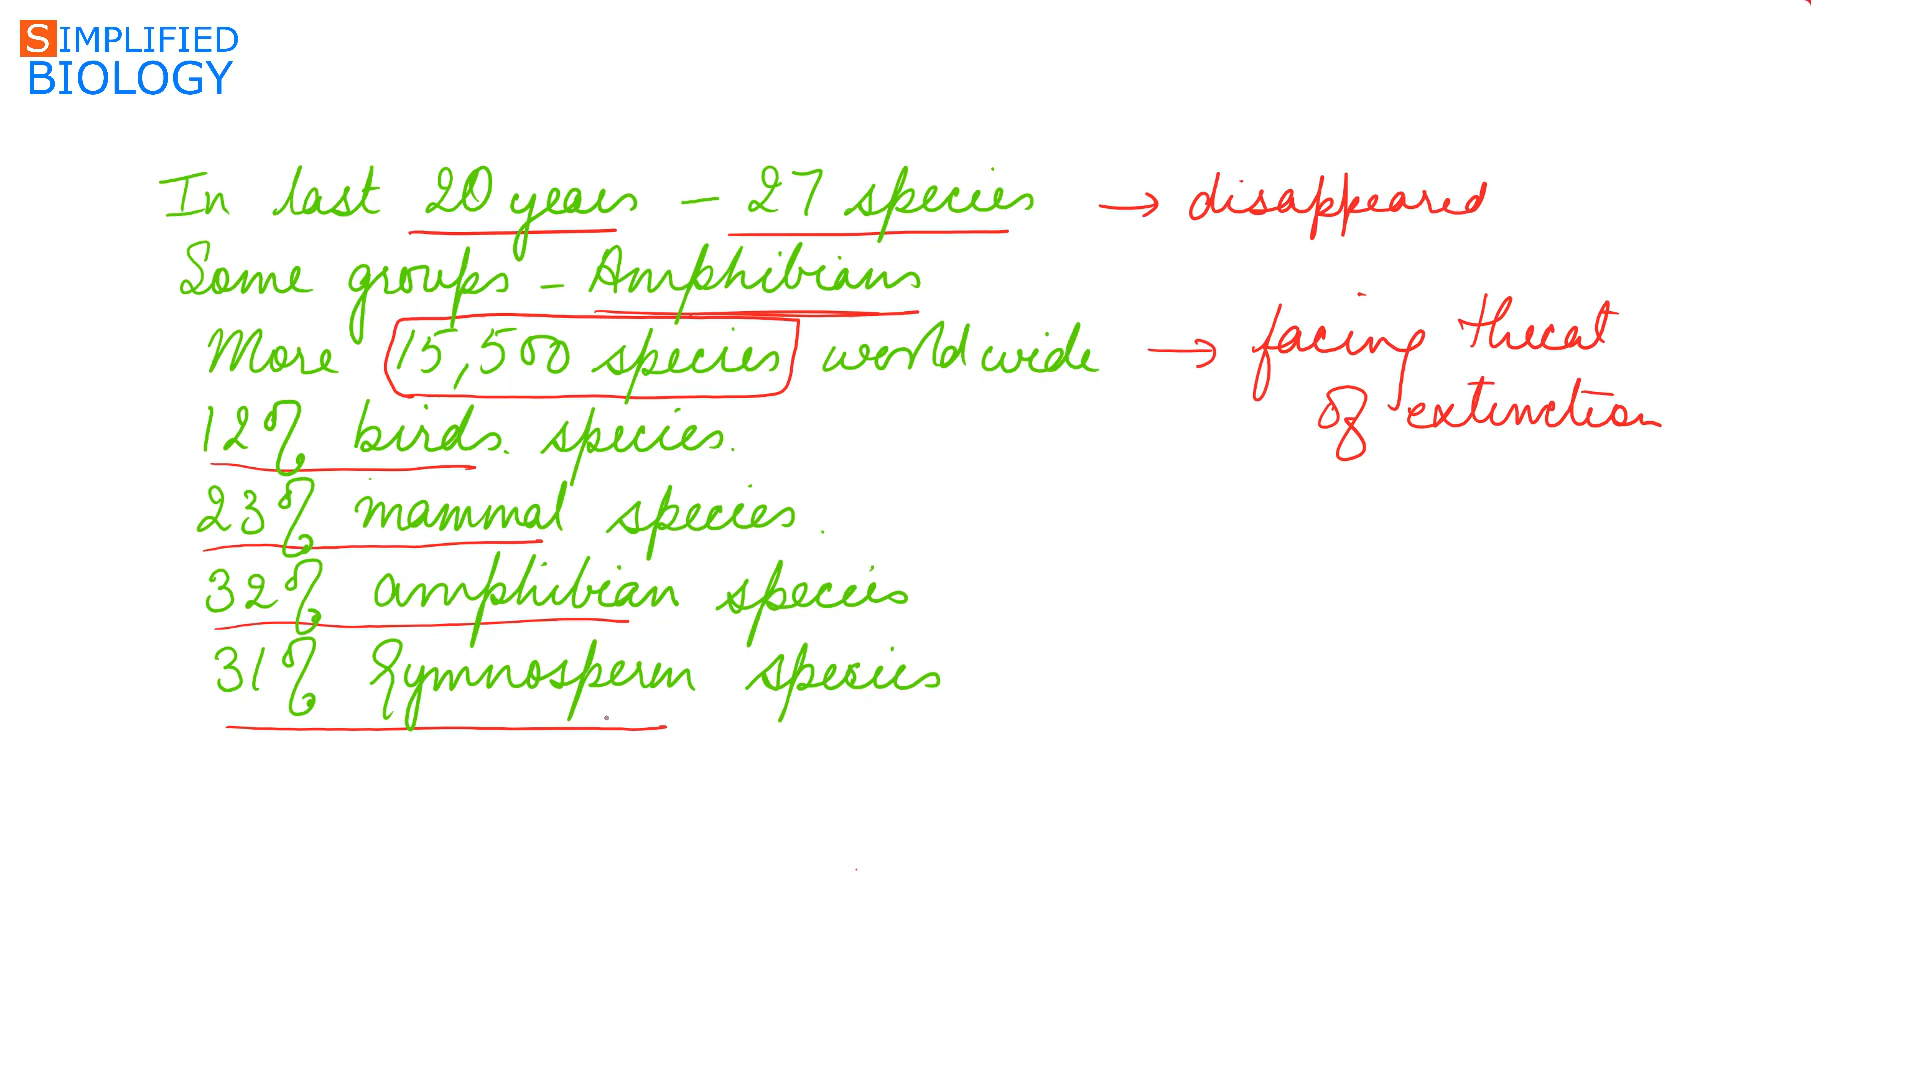 SIMPLIFIED
BIOLOGY
In last 20 years - 27 species → disappeared
Some groups - Amphibians
More 15,500 species worldwide → facing threat
of extinction
12% birds. species.
23% mammal species.
32% amphibian species
31% Gymnosperm species